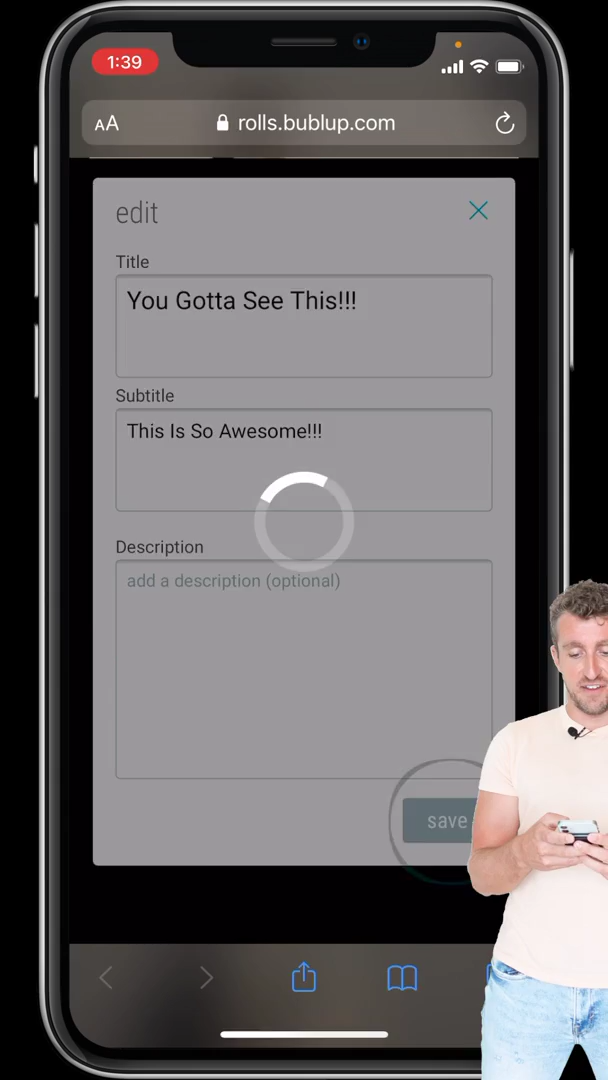 1:39
AA rolls.bublup.com
edit
Title
You Gotta See This!!!
Subtitle
This Is So Awesome!!!
Description
add a description (optional)
save